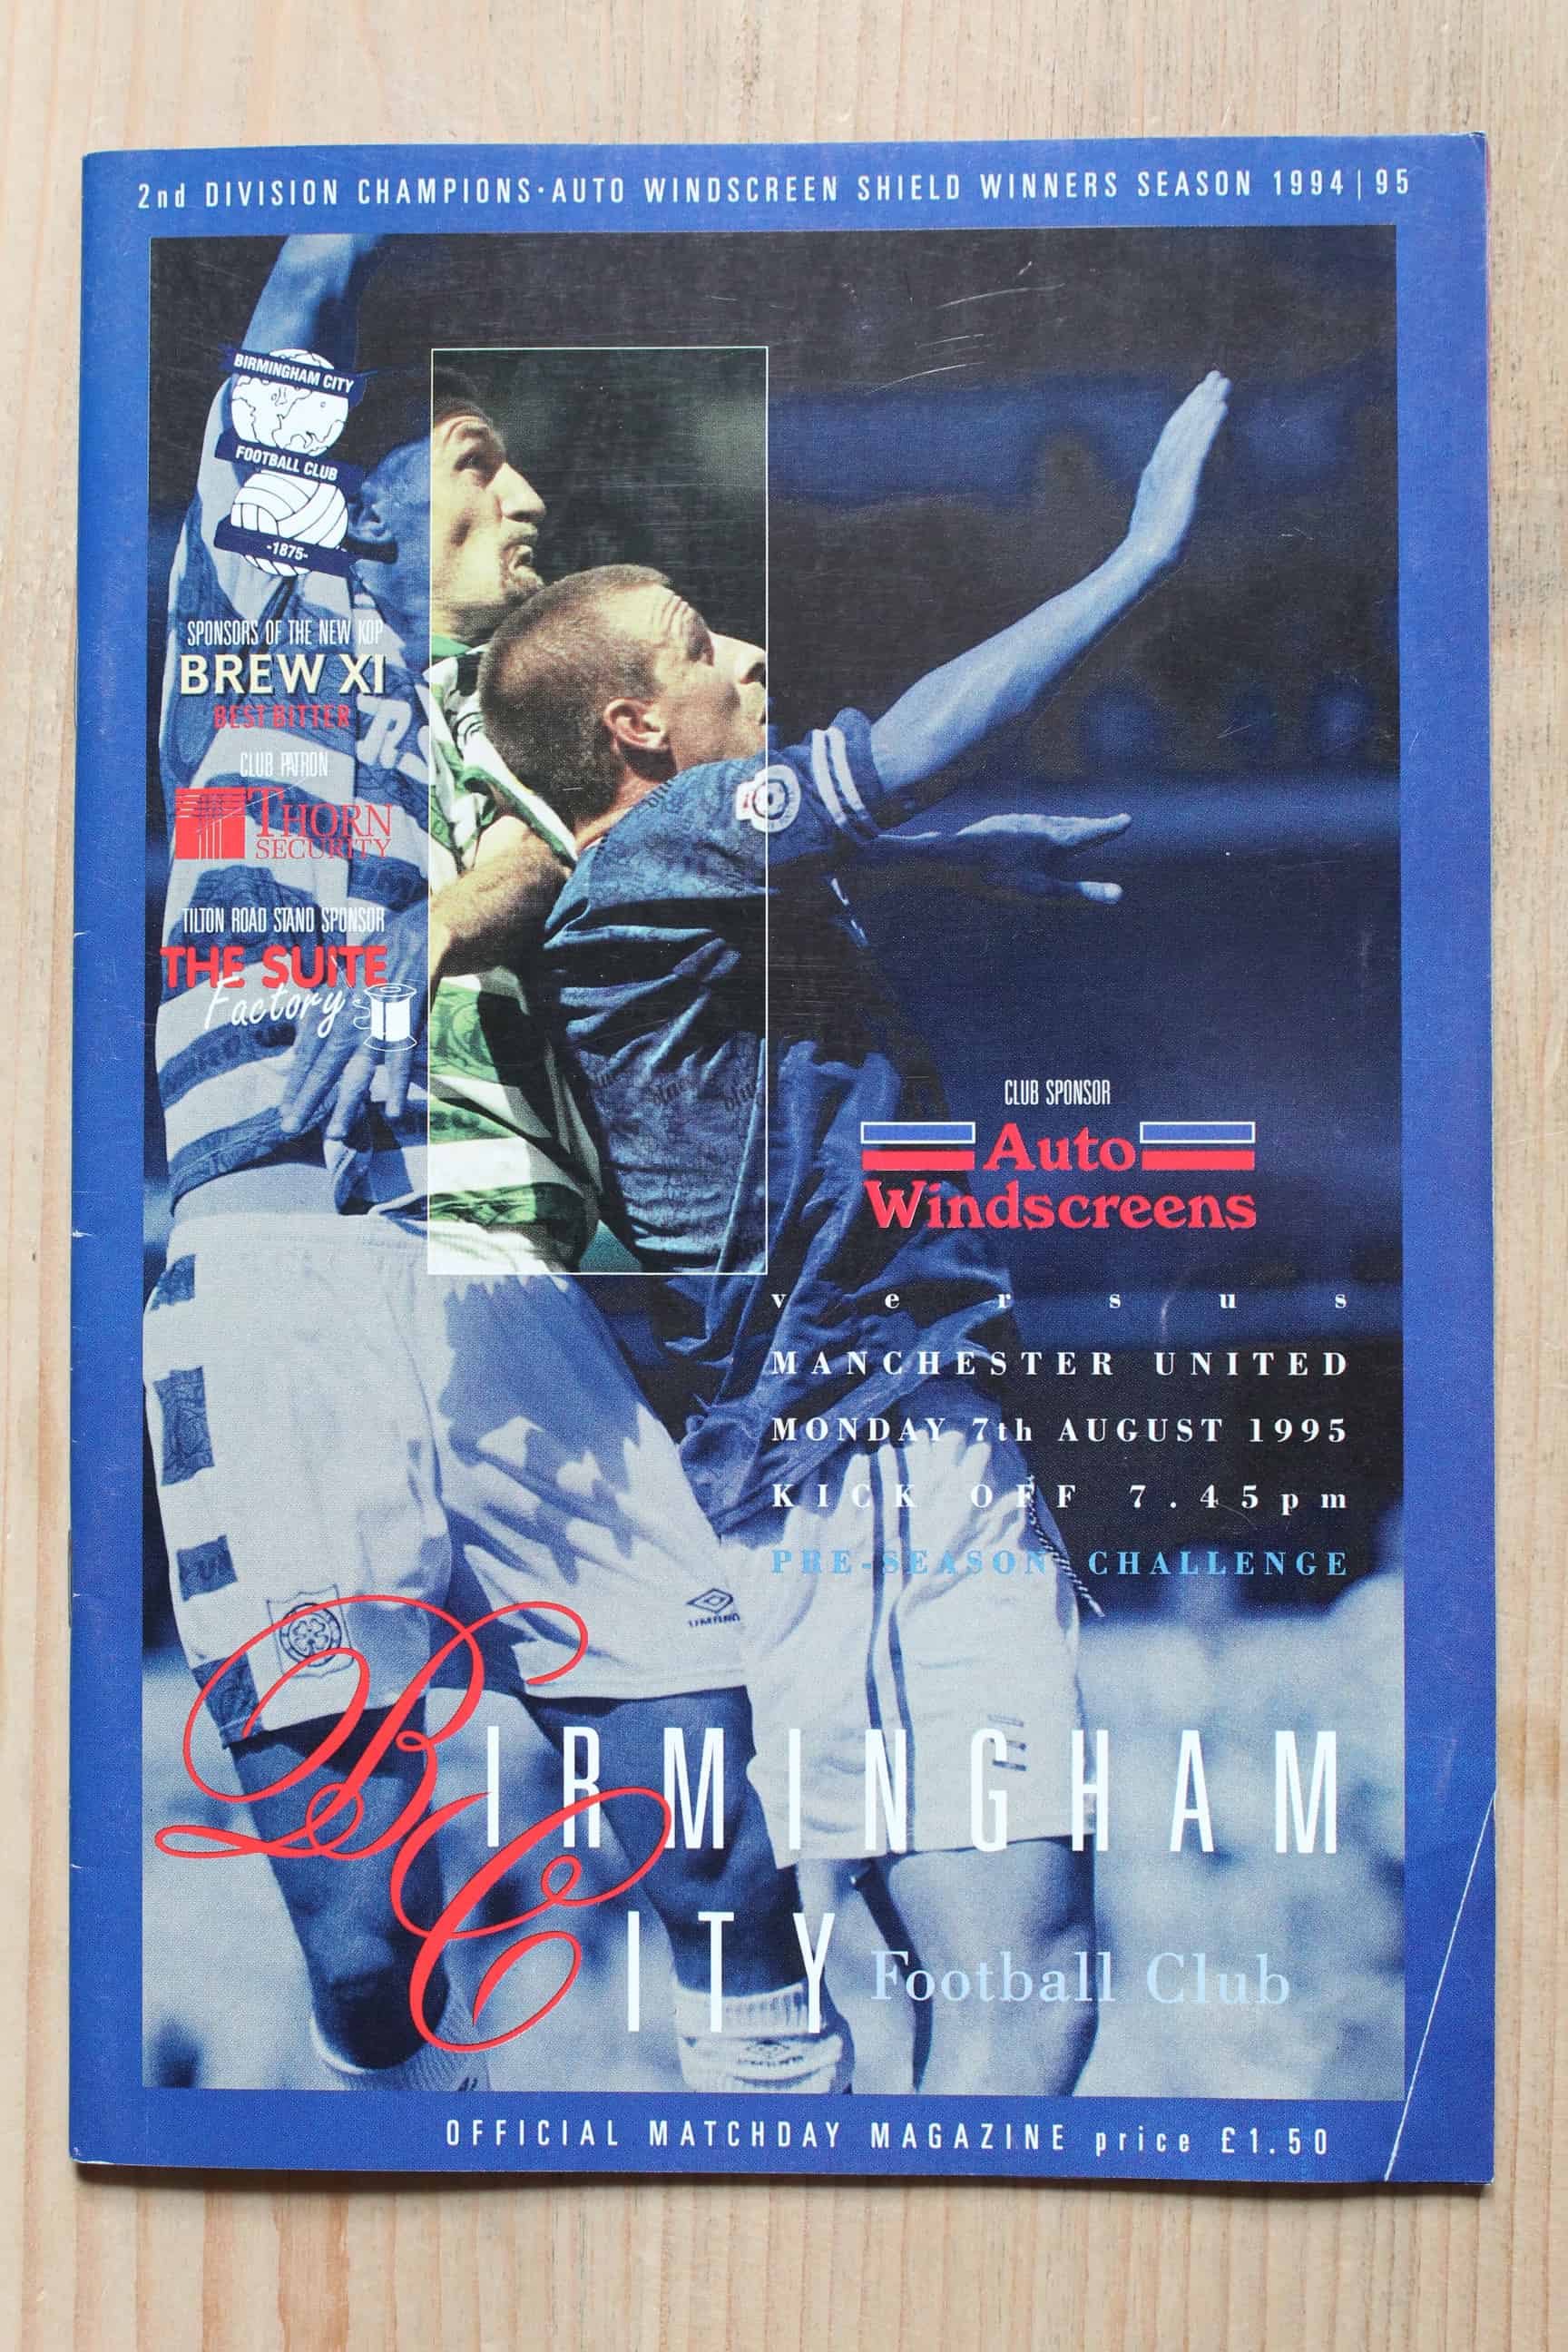 2nd DIVISION CHAMPIONS·AUTO WINDSCREEN SHIELD WINNERS SEASON 1994|95
BIRMINGHAM CITY
FOOTBALL CLUB
-1875-
SPONSORS OF THE NEW KOP
BREW XI
BEST BITTER
CLUB PATRON
THORN
SECURITY
TILTON ROAD STAND SPONSOR
THE SUITE
Factory
CLUB SPONSOR
Auto
Windscreens
versus
MANCHESTER UNITED
MONDAY 7th AUGUST 1995
KICK OFF 7.45pm
PRE-SEASON CHALLENGE
UMBRO
BIRMINGHAM
CITY Football Club
OFFICIAL MATCHDAY MAGAZINE price £1.50